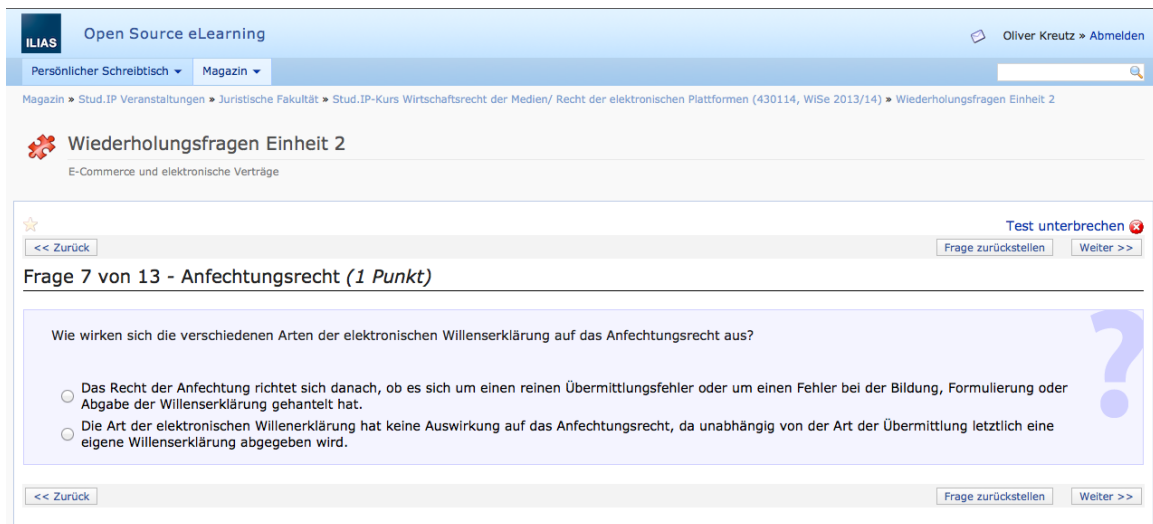 ILIAS Open Source eLearning Oliver Kreutz » Abmelden
Persönlicher Schreibtisch Magazin
Magazin » Stud.IP Veranstaltungen » Juristische Fakultät » Stud.IP-Kurs Wirtschaftsrecht der Medien/ Recht der elektronischen Plattformen (430114, WiSe 2013/14) » Wiederholungsfragen Einheit 2
Wiederholungsfragen Einheit 2
E-Commerce und elektronische Verträge
Test unterbrechen
<< Zurück Frage zurückstellen Weiter >>
Frage 7 von 13 - Anfechtungsrecht (1 Punkt)
Wie wirken sich die verschiedenen Arten der elektronischen Willenserklärung auf das Anfechtungsrecht aus?
?
Das Recht der Anfechtung richtet sich danach, ob es sich um einen reinen Übermittlungsfehler oder um einen Fehler bei der Bildung, Formulierung oder
Abgabe der Willenserklärung gehantelt hat.
Die Art der elektronischen Willenerklärung hat keine Auswirkung auf das Anfechtungsrecht, da unabhängig von der Art der Übermittlung letztlich eine
eigene Willenserklärung abgegeben wird.
<< Zurück Frage zurückstellen Weiter >>